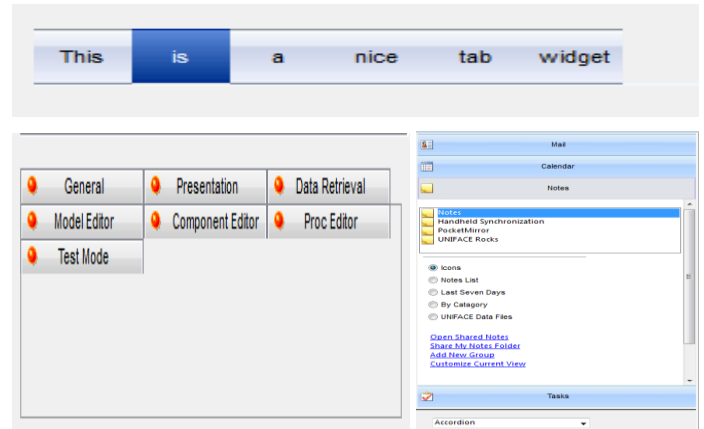 This is a nice tab widget
General Presentation Data Retrieval
Model Editor Component Editor Proc Editor
Test Mode
Mail
Calendar
Notes
Notes
Handheld Synchronization
PocketMirror
UNIFACE Rocks
Icons
Notes List
Last Seven Days
By Catagory
UNIFACE Data Files
Open Shared Notes
Share My Notes Folder
Add New Group
Customize Current View
Tasks
Accordion